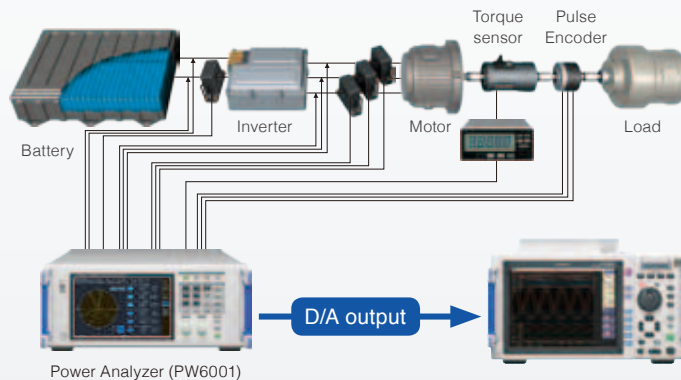 Torque
sensor
Pulse
Encoder
Battery
Inverter
Motor
Load
D/A output
Power Analyzer (PW6001)